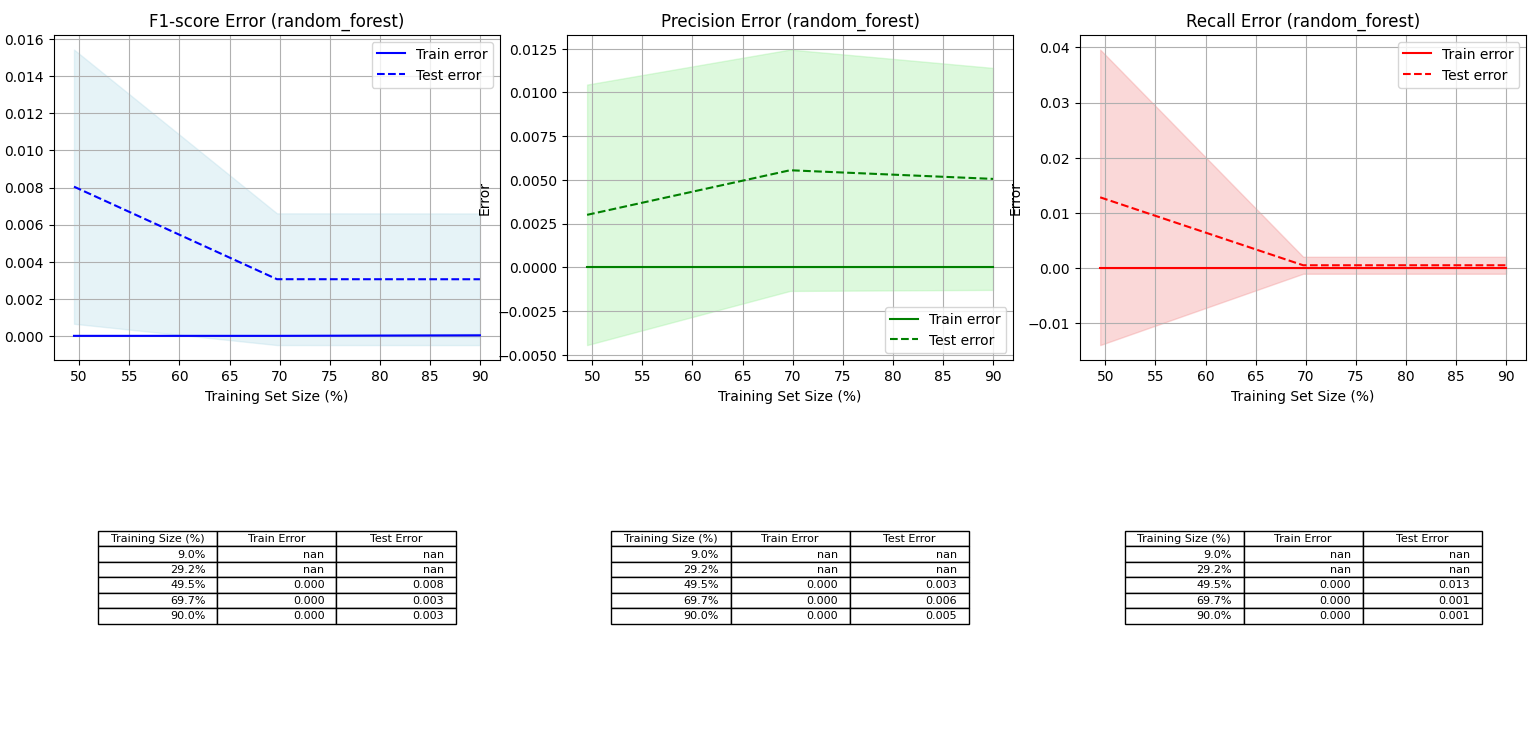 F1-score Error (random_forest)
0.016
0.014
0.012
0.010
0.008
0.006
0.004
0.002
0.000
Train error
Test error
50 55 60 65 70 75 80 85 90
Training Set Size (%)
Precision Error (random_forest)
Error
0.0125
0.0100
0.0075
0.0050
0.0025
0.0000
−0.0025
−0.0050
Train error
Test error
50 55 60 65 70 75 80 85 90
Training Set Size (%)
Recall Error (random_forest)
Error
0.04
0.03
0.02
0.01
0.00
−0.01
Train error
Test error
50 55 60 65 70 75 80 85 90
Training Set Size (%)
Training Size (%) Train Error Test Error
9.0% nan nan
29.2% nan nan
49.5% 0.000 0.008
69.7% 0.000 0.003
90.0% 0.000 0.003
Training Size (%) Train Error Test Error
9.0% nan nan
29.2% nan nan
49.5% 0.000 0.003
69.7% 0.000 0.006
90.0% 0.000 0.005
Training Size (%) Train Error Test Error
9.0% nan nan
29.2% nan nan
49.5% 0.000 0.013
69.7% 0.000 0.001
90.0% 0.000 0.001